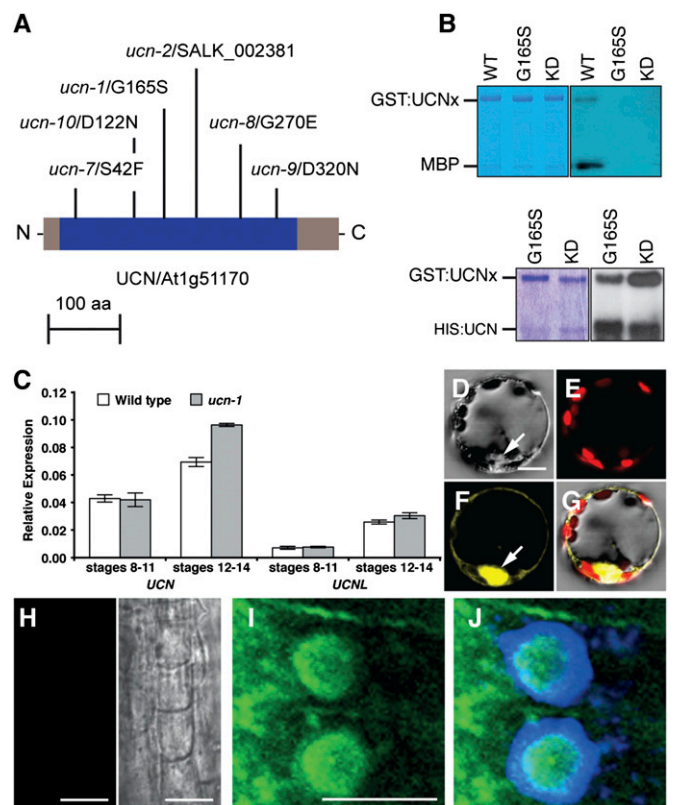 A
ucn-2/SALK_002381
ucn-1/G165S
ucn-10/D122N
ucn-8/G270E
ucn-7/S42F
ucn-9/D320N
N
C
UCN/At1g51170
100 aa
B
WT
G165S
KD
WT
G165S
KD
GST:UCNx
MBP
G165S
KD
G165S
KD
GST:UCNx
HIS:UCN
C
Wild type
ucn-1
Relative Expression
0.12
0.10
0.08
0.06
0.04
0.02
0.00
stages 8-11
stages 12-14
stages 8-11
stages 12-14
UCN
UCNL
D
E
F
G
H
I
J